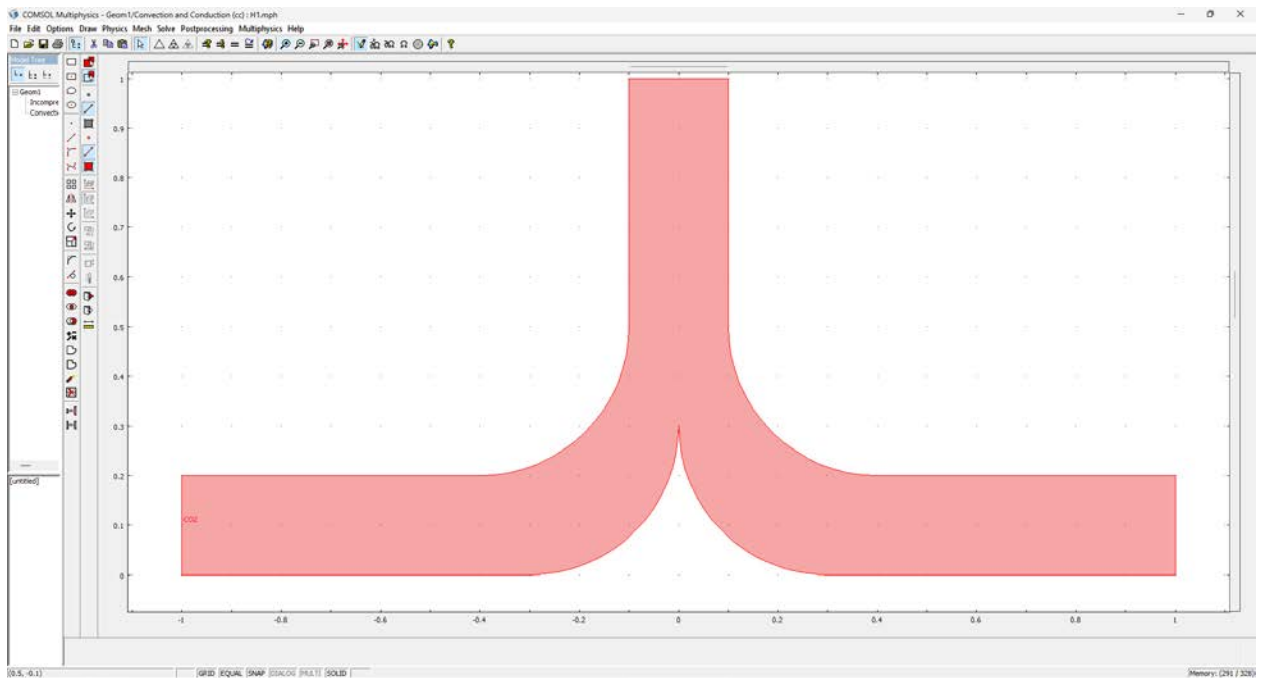 COMSOL Multiphysics - Geom1/Convection and Conduction (cc) : H1.mph
File Edit Options Draw Physics Mesh Solve Postprocessing Multiphysics Help
Model Tree
Geom1
Incompre
Convecti
1
0.9
0.8
0.7
0.6
0.5
0.4
0.3
0.2
0.1
0
CO2
-1 -0.8 -0.6 -0.4 -0.2 0 0.2 0.4 0.6 0.8 1
[untitled]
(0.5, -0.1) GRID EQUAL SNAP DIALOG MULTI SOLID Memory: (291 / 328)